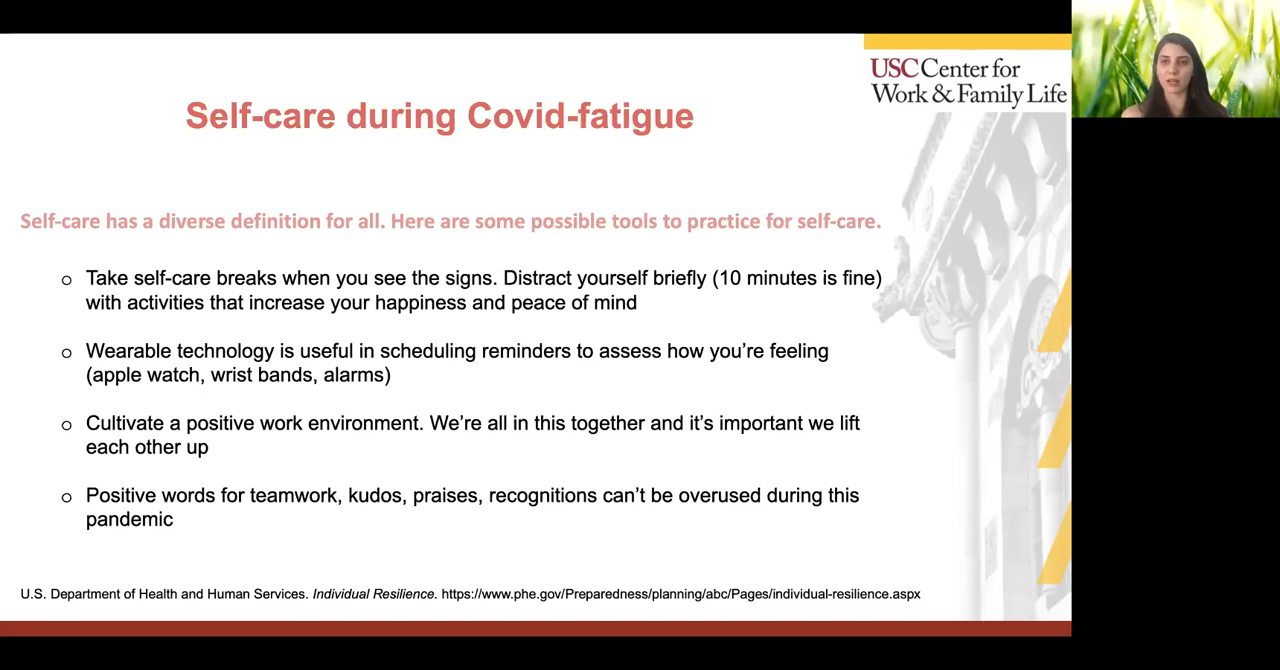 USC Center for
Work & Family Life
Self-care during Covid-fatigue
Self-care has a diverse definition for all. Here are some possible tools to practice for self-care.
o Take self-care breaks when you see the signs. Distract yourself briefly (10 minutes is fine)
with activities that increase your happiness and peace of mind
o Wearable technology is useful in scheduling reminders to assess how you’re feeling
(apple watch, wrist bands, alarms)
o Cultivate a positive work environment. We’re all in this together and it’s important we lift
each other up
o Positive words for teamwork, kudos, praises, recognitions can’t be overused during this
pandemic
U.S. Department of Health and Human Services. Individual Resilience. https://www.phe.gov/Preparedness/planning/abc/Pages/individual-resilience.aspx